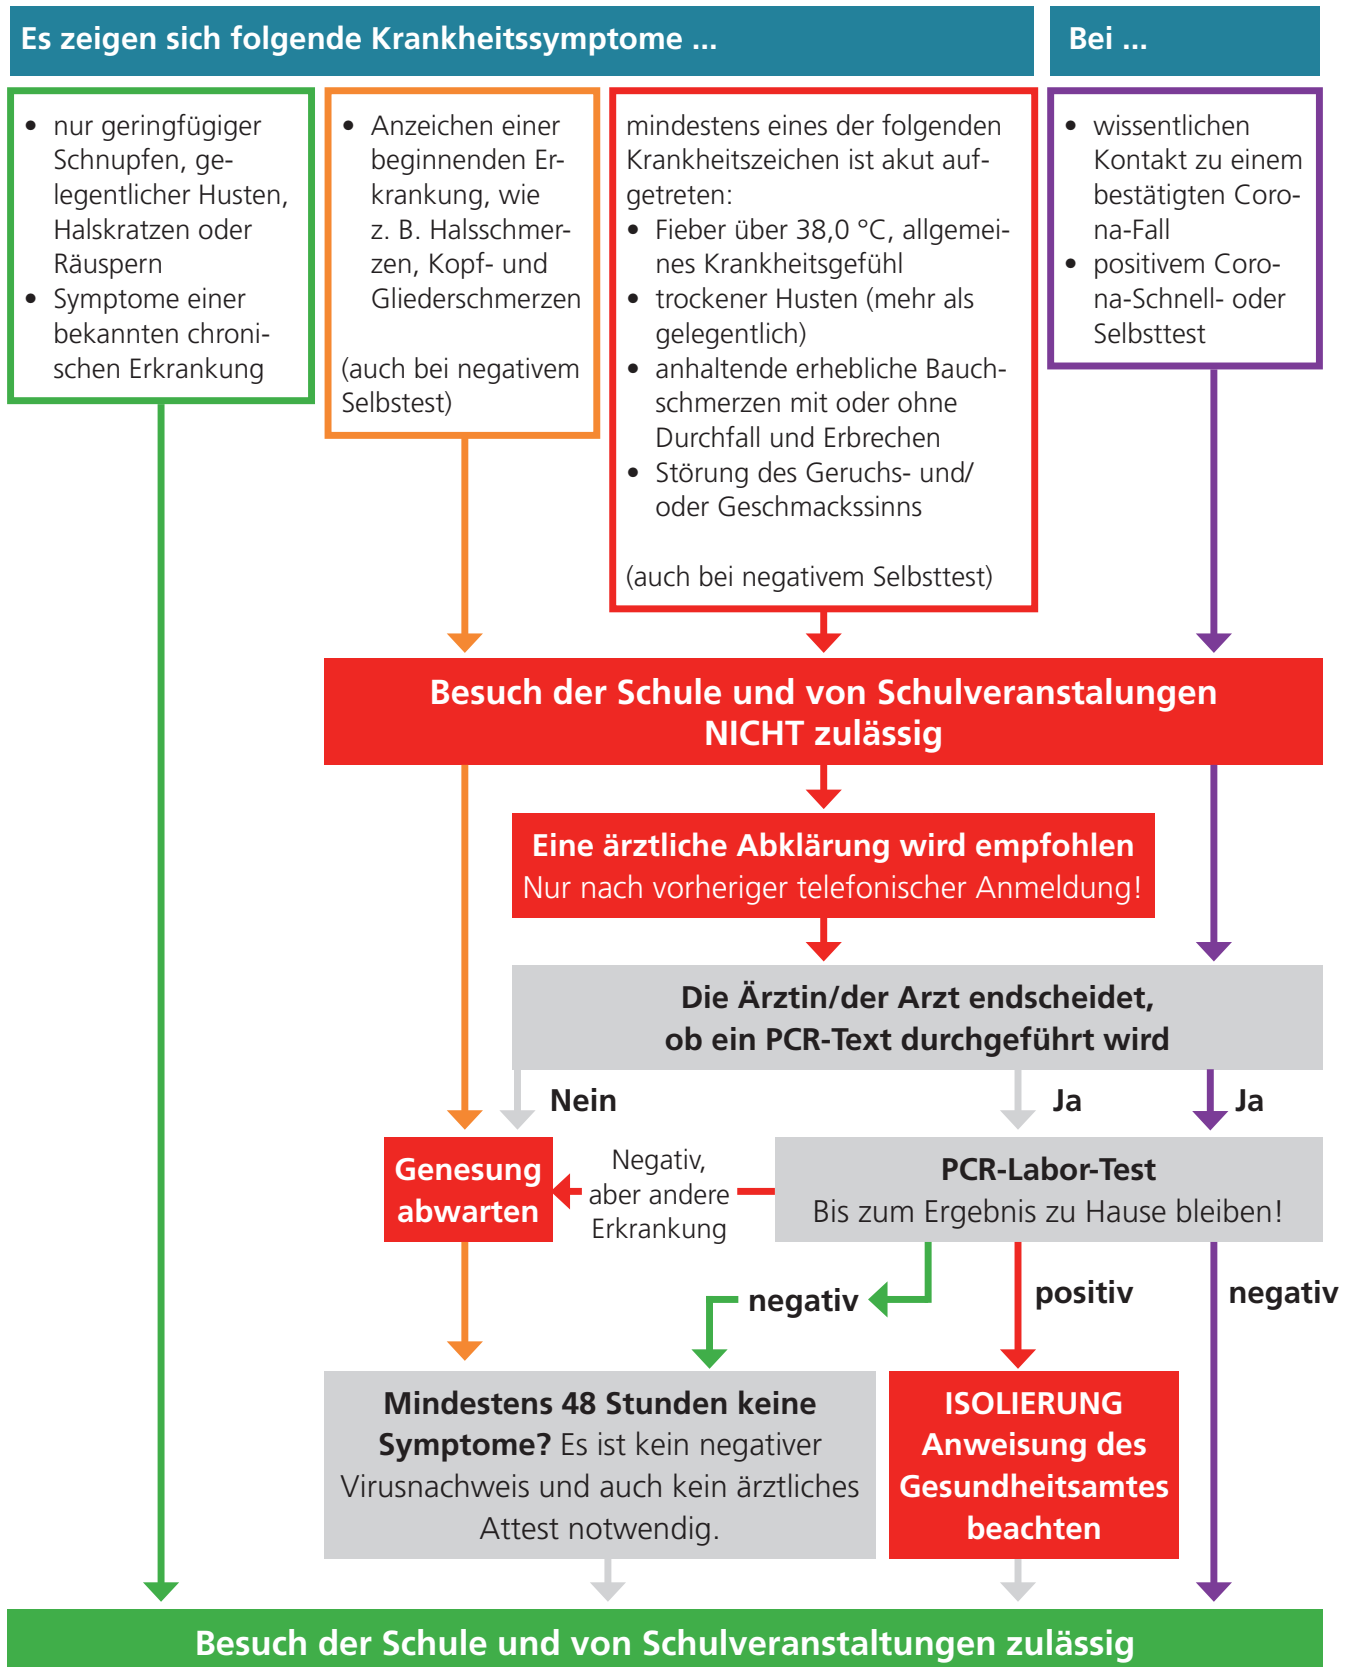 Es zeigen sich folgende Krankheitssymptome ...
Bei ...
• nur geringfügiger
Schnupfen, ge-
legentlicher Husten,
Halskratzen oder
Räuspern
• Symptome einer
bekannten chroni-
schen Erkrankung
• Anzeichen einer
beginnenden Er-
krankung, wie
z. B. Halsschmer-
zen, Kopf- und
Gliederschmerzen
(auch bei negativem
Selbstest)
mindestens eines der folgenden
Krankheitszeichen ist akut auf-
getreten:
• Fieber über 38,0 °C, allgemei-
nes Krankheitsgefühl
• trockener Husten (mehr als
gelegentlich)
• anhaltende erhebliche Bauch-
schmerzen mit oder ohne
Durchfall und Erbrechen
• Störung des Geruchs- und/
oder Geschmackssinns
(auch bei negativem Selbsttest)
• wissentlichen
Kontakt zu einem
bestätigten Coro-
na-Fall
• positivem Coro-
na-Schnell- oder
Selbsttest
Besuch der Schule und von Schulveranstalungen
NICHT zulässig
Eine ärztliche Abklärung wird empfohlen
Nur nach vorheriger telefonischer Anmeldung!
Die Ärztin/der Arzt endscheidet,
ob ein PCR-Text durchgeführt wird
Nein
Ja
Ja
Genesung
abwarten
Negativ,
aber andere
Erkrankung
PCR-Labor-Test
Bis zum Ergebnis zu Hause bleiben!
negativ
positiv
negativ
Mindestens 48 Stunden keine
Symptome? Es ist kein negativer
Virusnachweis und auch kein ärztliches
Attest notwendig.
ISOLIERUNG
Anweisung des
Gesundheitsamtes
beachten
Besuch der Schule und von Schulveranstaltungen zulässig